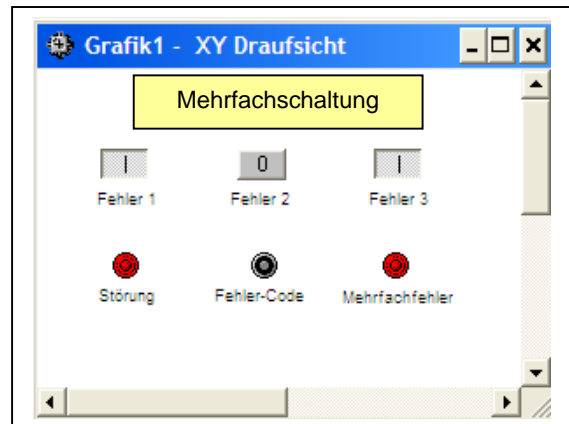 Grafik1 - XY Draufsicht
Mehrfachschaltung
I 0 I
Fehler 1 Fehler 2 Fehler 3
Störung Fehler-Code Mehrfachfehler